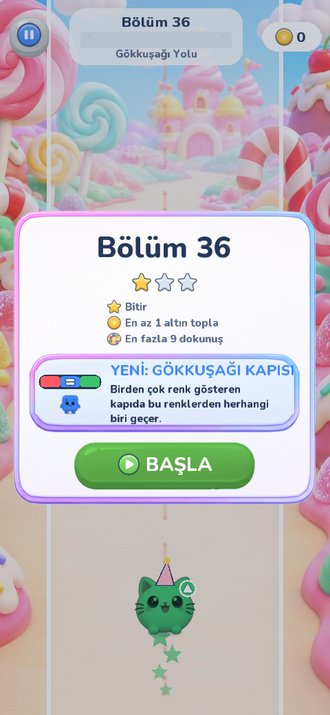 Bölüm 36
0
Gökkuşağı Yolu
Bölüm 36
Bitir
En az 1 altın topla
En fazla 9 dokunuş
YENİ: GÖKKUŞAĞI KAPISI
Birden çok renk gösteren
kapıda bu renklerden herhangi
biri geçer.
BAŞLA